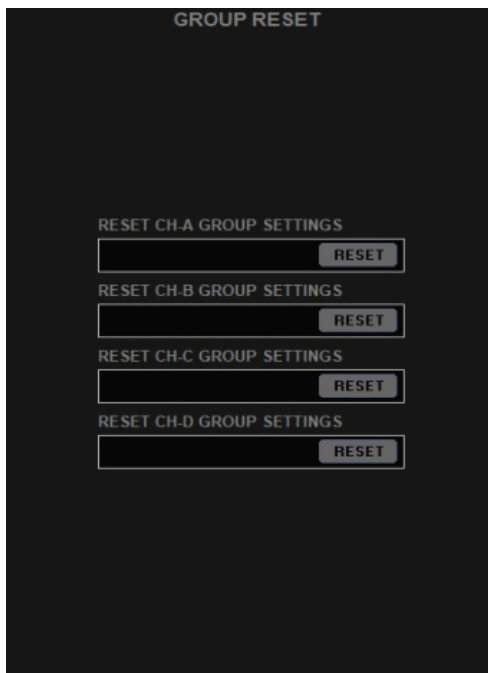 GROUP RESET
RESET CH-A GROUP SETTINGS
RESET
RESET CH-B GROUP SETTINGS
RESET
RESET CH-C GROUP SETTINGS
RESET
RESET CH-D GROUP SETTINGS
RESET